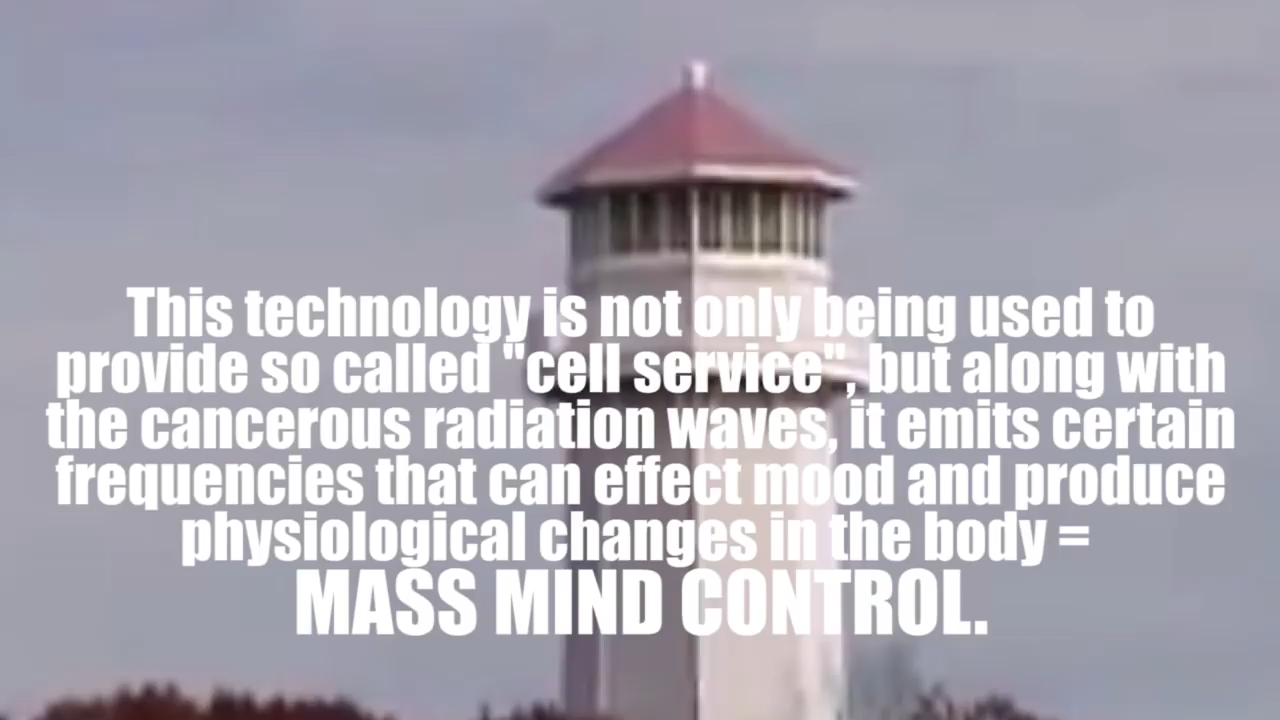 This technology is not only being used to
provide so called "cell service", but along with
the cancerous radiation waves, it emits certain
frequencies that can effect mood and produce
physiological changes in the body =
MASS MIND CONTROL.